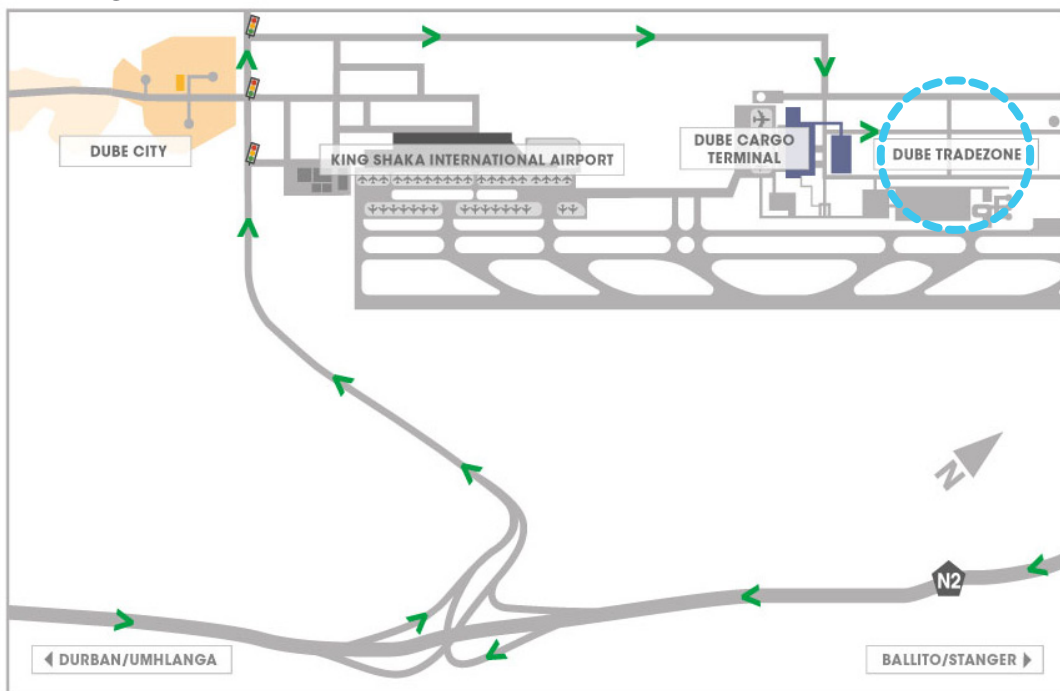 DUBE CITY
KING SHAKA INTERNATIONAL AIRPORT
DUBE CARGO
TERMINAL
DUBE TRADEZONE
N
N2
DURBAN/UMHLANGA
BALLITO/STANGER